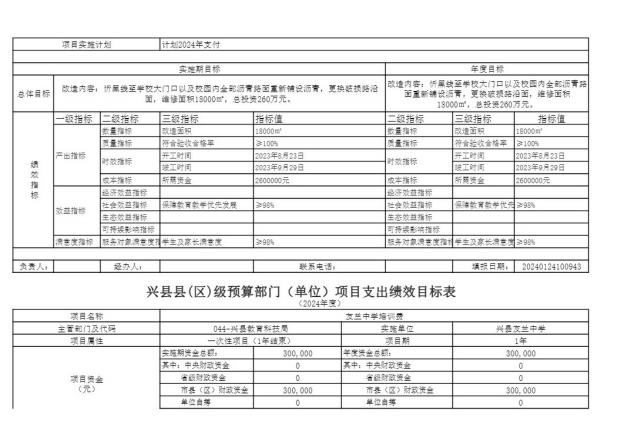 项目实施计划 计划2024年支付
实施期目标 年度目标
总体目标 改造内容：忻黑线至学校大门口以及校园内全部沥青路面重新铺设沥青，更换破损路沿面，维修面积18000㎡，总投资260万元。 改造内容：忻黑线至学校大门口以及校园内全部沥青路面重新铺设沥青，更换破损路沿面，维修面积18000㎡，总投资260万元。
绩效指标 一级指标 二级指标 三级指标 指标值 二级指标 三级指标 指标值
产出指标 数量指标 改造面积 18000㎡ 数量指标 改造面积 18000㎡
质量指标 符合验收合格率 ≥100% 质量指标 符合验收合格率 ≥100%
时效指标 开工时间 2023年8月23日 时效指标 开工时间 2023年8月23日
竣工时间 2023年9月29日 竣工时间 2023年9月29日
成本指标 所需资金 2600000元 成本指标 所需资金 2600000元
效益指标 经济效益指标 经济效益指标
社会效益指标 保障教育教学优先发展 ≥98% 社会效益指标 保障教育教学优先 ≥98%
生态效益指标 生态效益指标
可持续影响指标 可持续影响指标
满意度指标 服务对象满意度指 学生及家长满意度 ≥98% 服务对象满意度指 学生及家长满意度 ≥98%
负责人： 经办人： 联系电话： 填报日期： 20240124100943
兴县县(区)级预算部门（单位）项目支出绩效目标表
（2024年度）
项目名称 友兰中学培训费
主管部门及代码 044-兴县教育科技局 实施单位 兴县友兰中学
项目属性 一次性项目（1年结束） 项目期 1年
项目资金（元） 实施期资金总额： 300,000 年度资金总额： 300,000
其中：中央财政资金 0 其中：中央财政资金 0
省级财政资金 0 省级财政资金 0
市县（区）财政资金 300,000 市县（区）财政资金 300,000
单位自筹 0 单位自筹 0